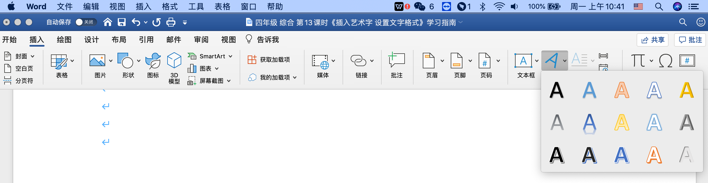 Word 文件 编辑 视图 插入 格式 工具 表格 窗口 帮助 6 1 100% 周一 上午10:41
自动保存 关闭 四年级 综合 第13课时《插入艺术字 设置文字格式》学习指南
开始 插入 绘图 设计 布局 引用 邮件 审阅 视图 告诉我 共享 批注
封面
空白页
分页符
表格
图片
形状
图标
3D
模型
SmartArt
图表
屏幕截图
获取加载项
我的加载项
媒体
链接
批注
页眉
页脚
页码
文本框
A A A A A
A A A A A
A A A A A